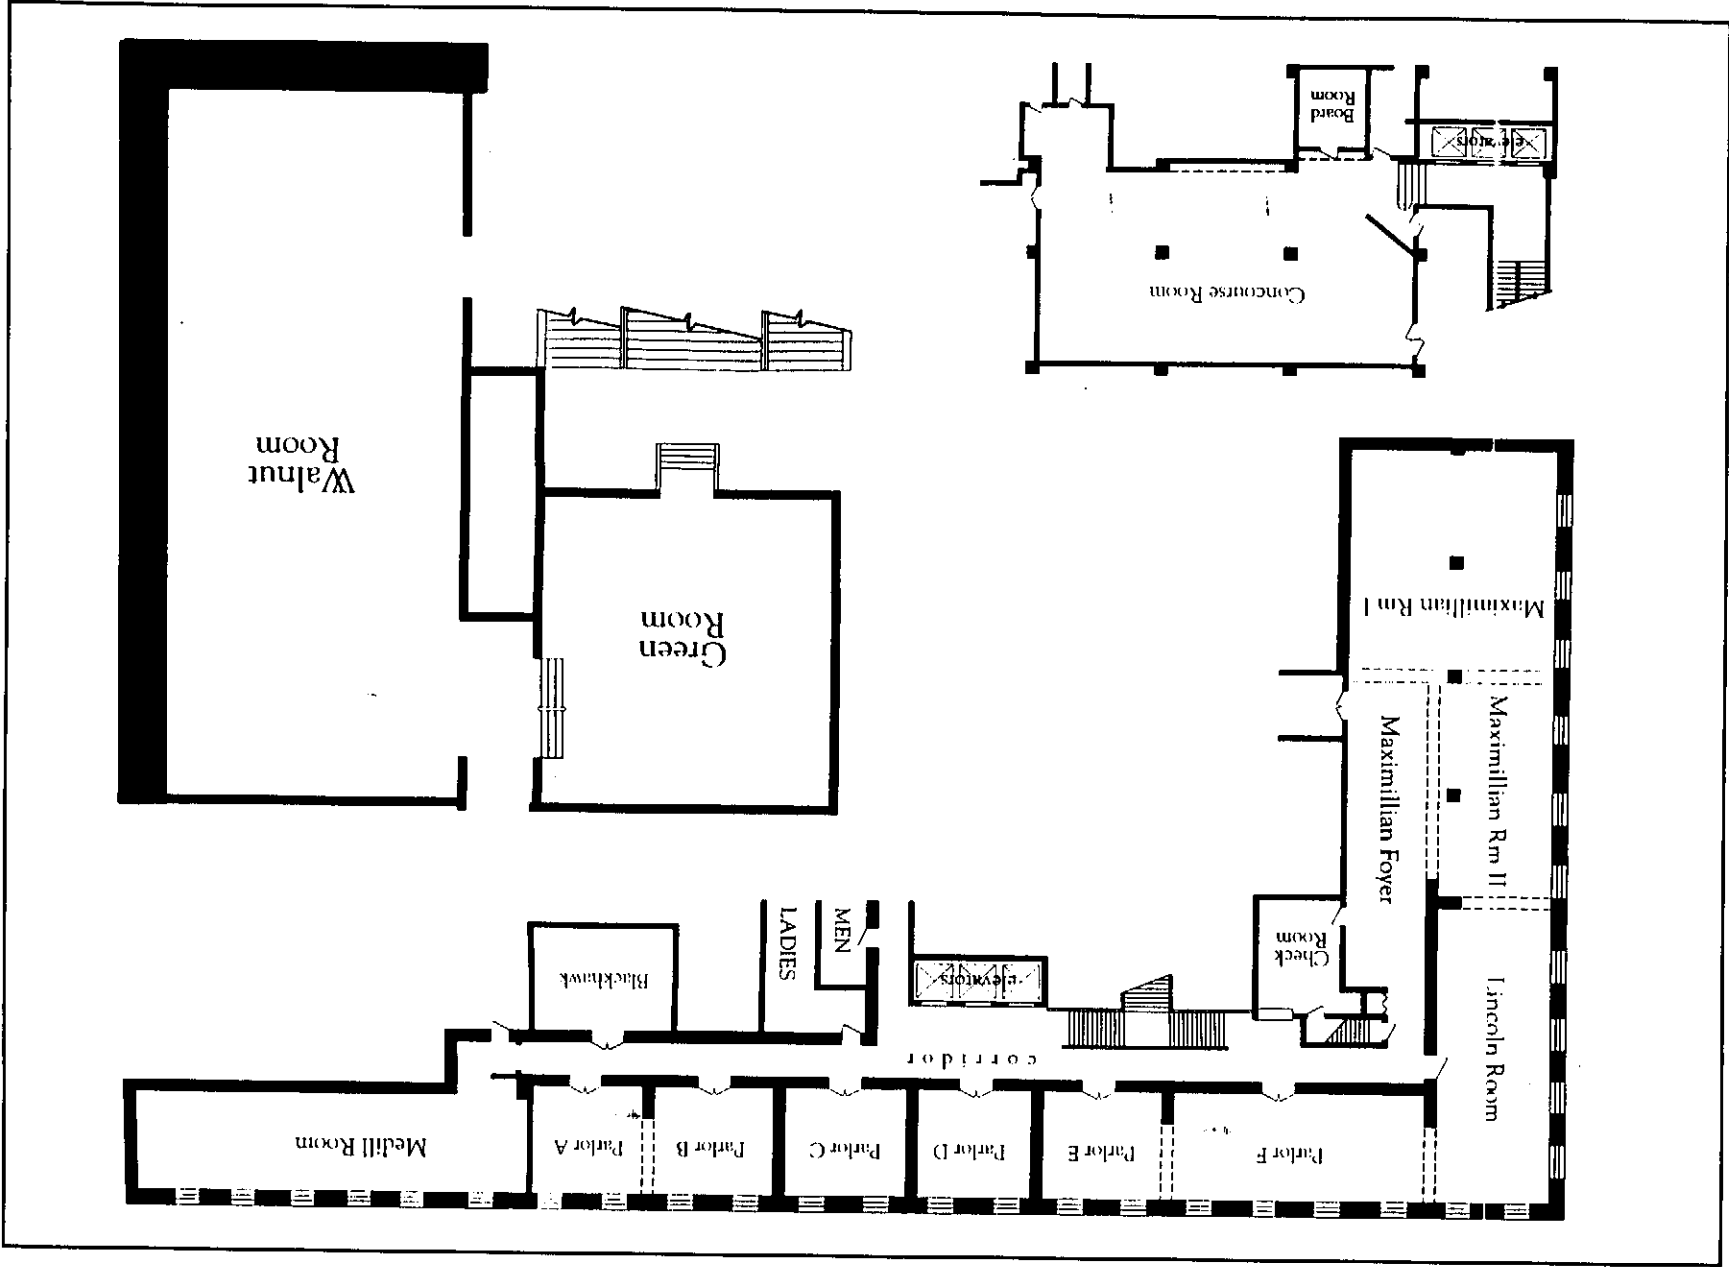 Medill Room
Parlor A
Parlor B
Parlor C
Parlor D
Parlor E
Parlor F
Lincoln Room
corridor
Blackhawk
LADIES
MEN
elevators
Check
Room
Maximillian Foyer
Maximillian Rm II
Maximillian Rm I
Green
Room
Walnut
Room
Concourse Room
Board
Room
elevators